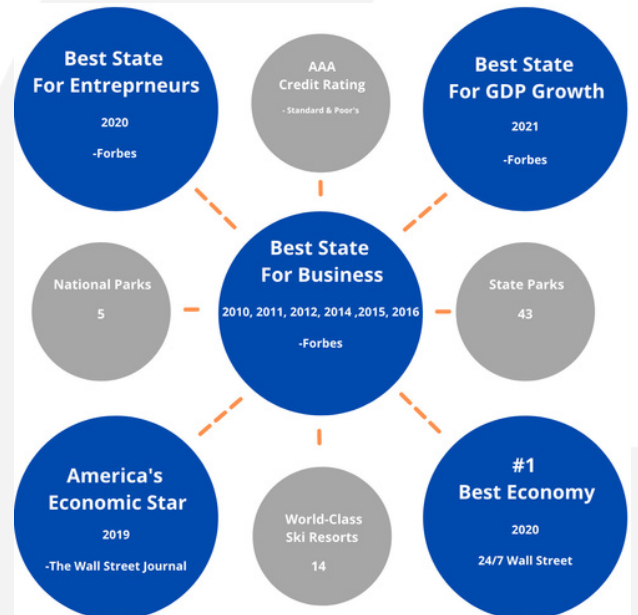 Best State
For Entreprneurs
2020
-Forbes
AAA
Credit Rating
- Standard & Poor's
Best State
For GDP Growth
2021
-Forbes
National Parks
5
Best State
For Business
2010, 2011, 2012, 2014 ,2015, 2016
-Forbes
State Parks
43
America's
Economic Star
2019
-The Wall Street Journal
World-Class
Ski Resorts
14
#1
Best Economy
2020
24/7 Wall Street